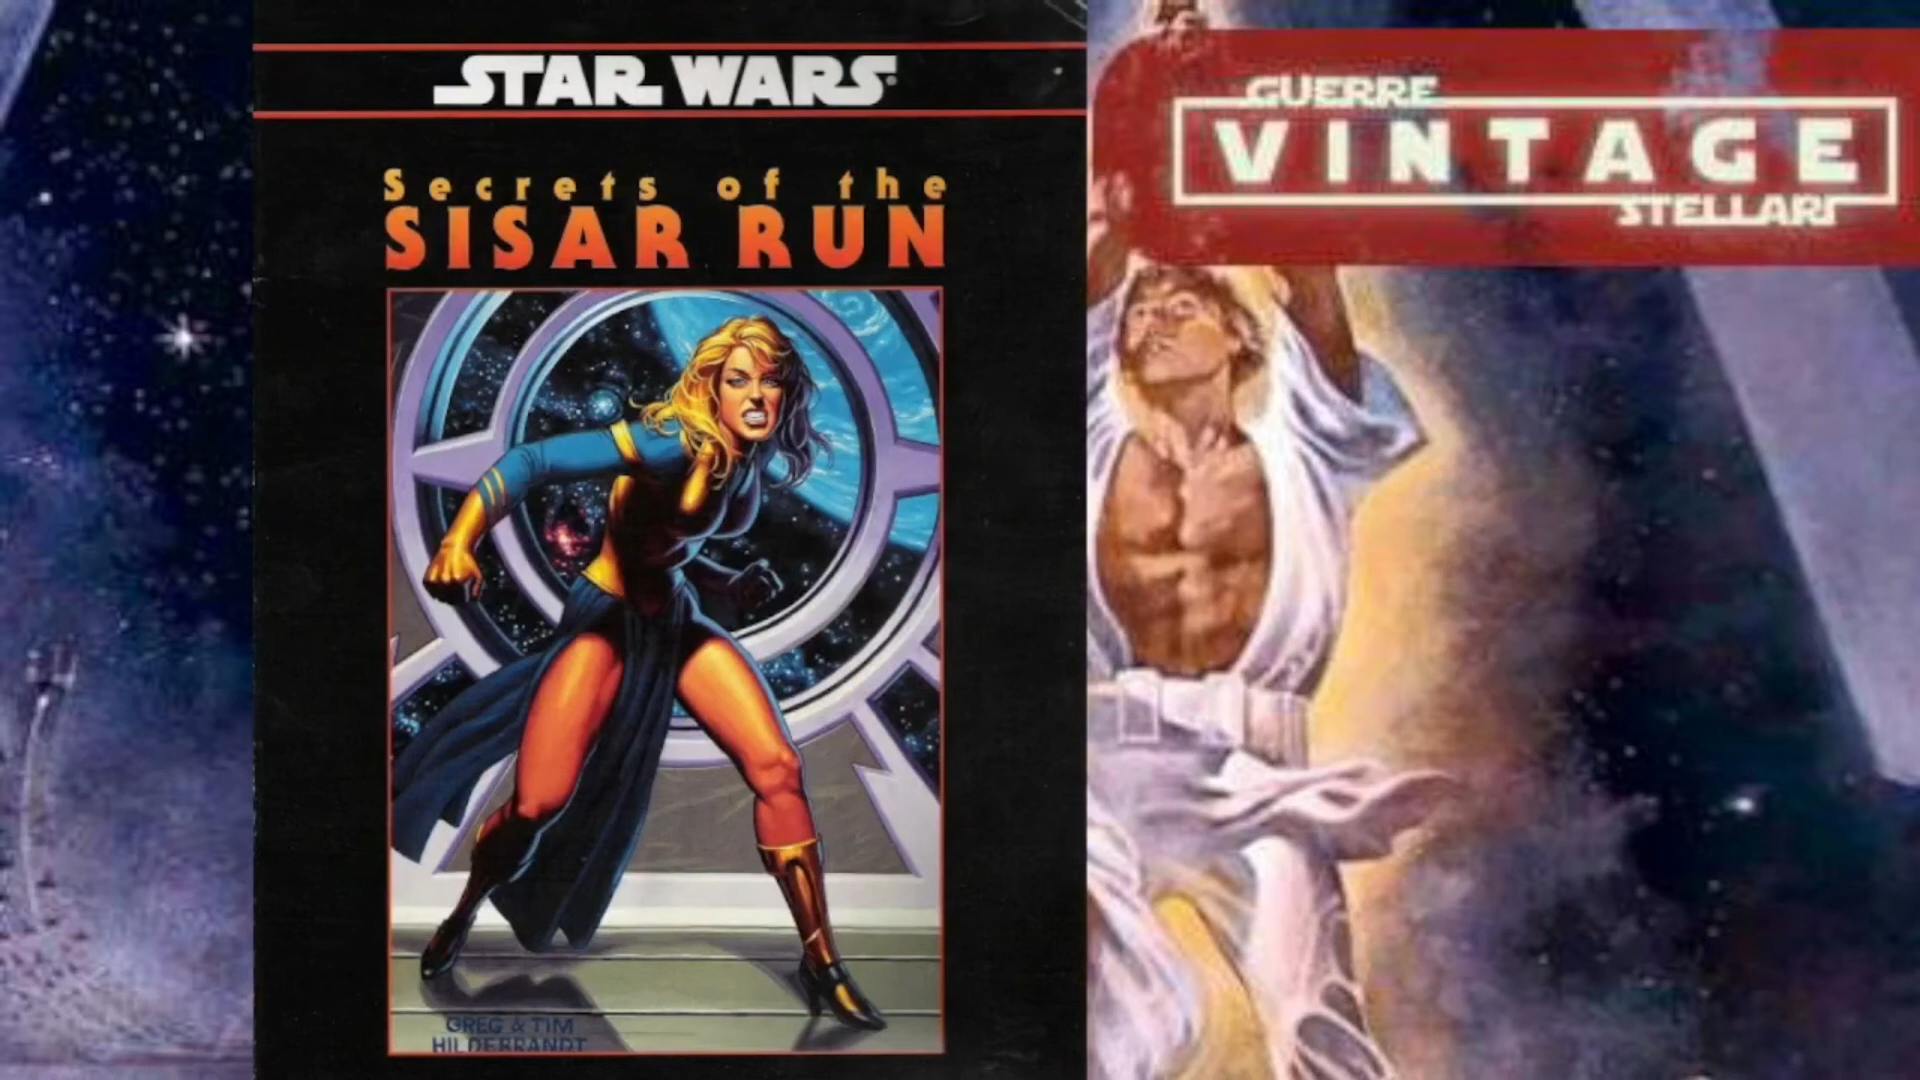 STAR WARS
Secrets of the
SISAR RUN
GREG & TIM
HILDEBRANDT
GUERRE
VINTAGE
STELLARI